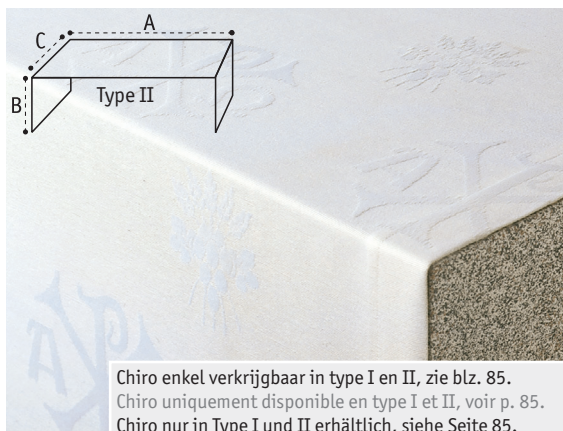 A
C
B
Type II
Chiro enkel verkrijgbaar in type I en II, zie blz. 85.
Chiro uniquement disponible en type I et II, voir p. 85.
Chiro nur in Type I und II erhältlich, siehe Seite 85.